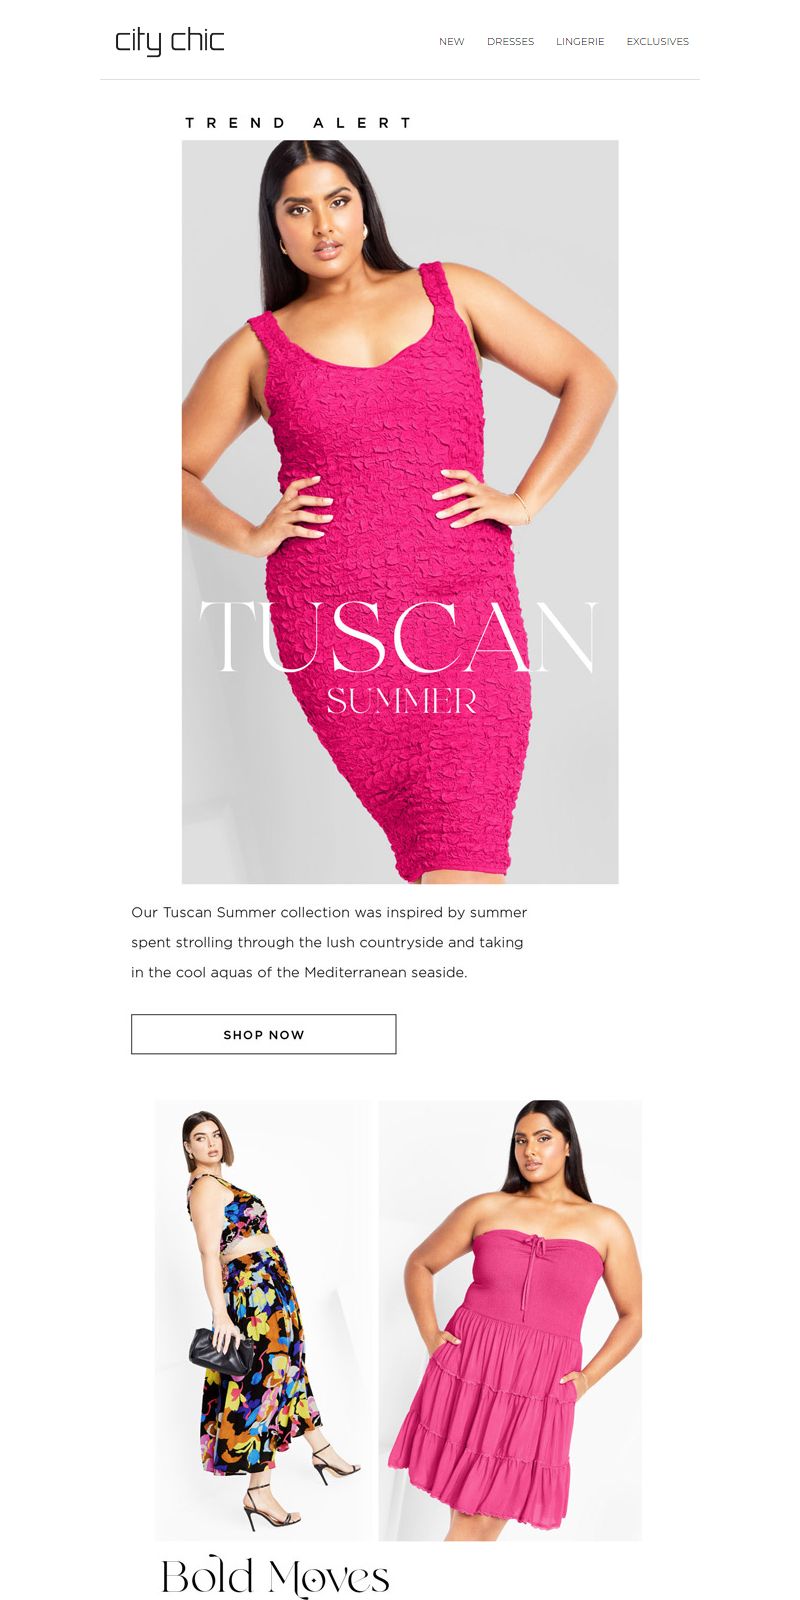 city chic
NEW DRESSES LINGERIE EXCLUSIVES
TREND ALERT
TUSCAN
SUMMER
Our Tuscan Summer collection was inspired by summer
spent strolling through the lush countryside and taking
in the cool aquas of the Mediterranean seaside.
SHOP NOW
Bold Moves